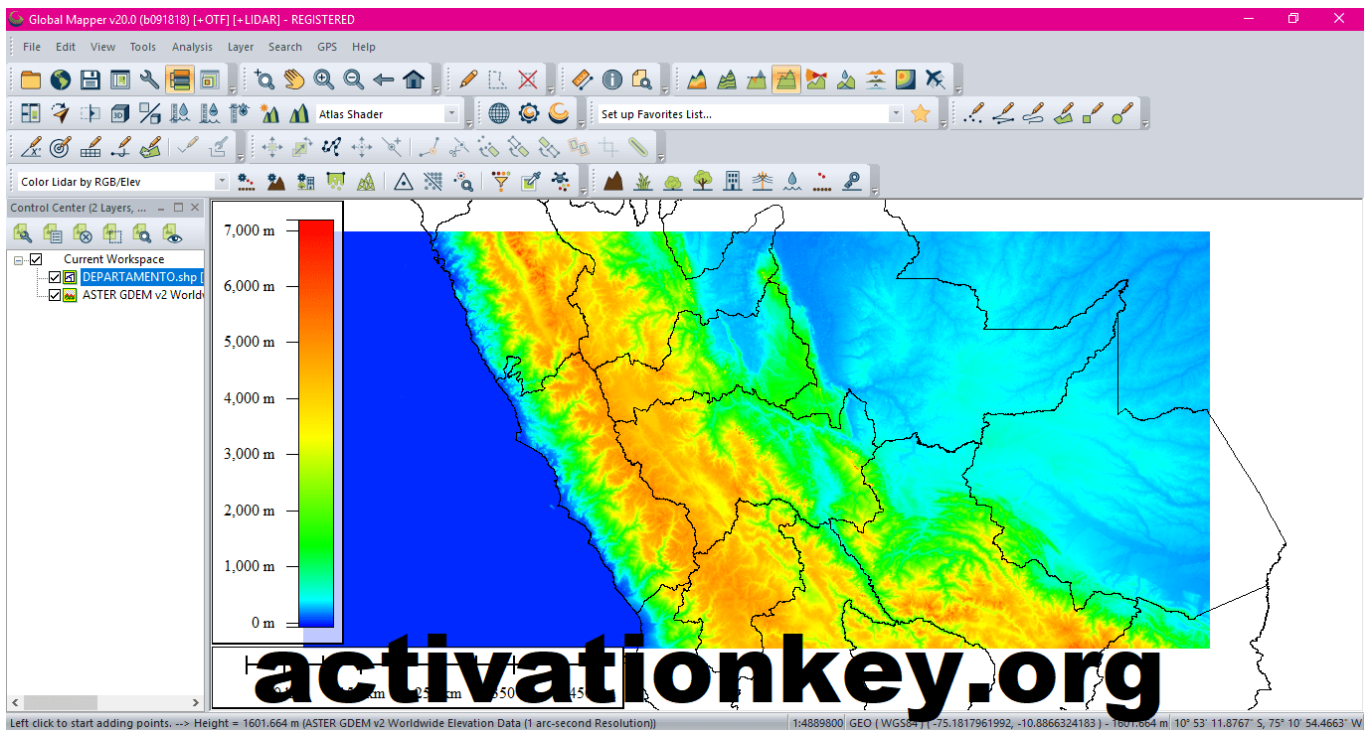 Global Mapper v20.0 (b091818) [+OTF] [+LIDAR] - REGISTERED
File Edit View Tools Analysis Layer Search GPS Help
Atlas Shader
Set up Favorites List...
Color Lidar by RGB/Elev
Control Center (2 Layers, ...
Current Workspace
DEPARTAMENTO.shp [
ASTER GDEM v2 Worldv
7,000 m
6,000 m
5,000 m
4,000 m
3,000 m
2,000 m
1,000 m
0 m
activationkey.org
Left click to start adding points. --> Height = 1601.664 m (ASTER GDEM v2 Worldwide Elevation Data (1 arc-second Resolution))
1:4889800 GEO ( WGS84 ) ( -75.1817961992, -10.8866324183 ) - 1601.664 m 10° 53' 11.8767" S, 75° 10' 54.4663" W